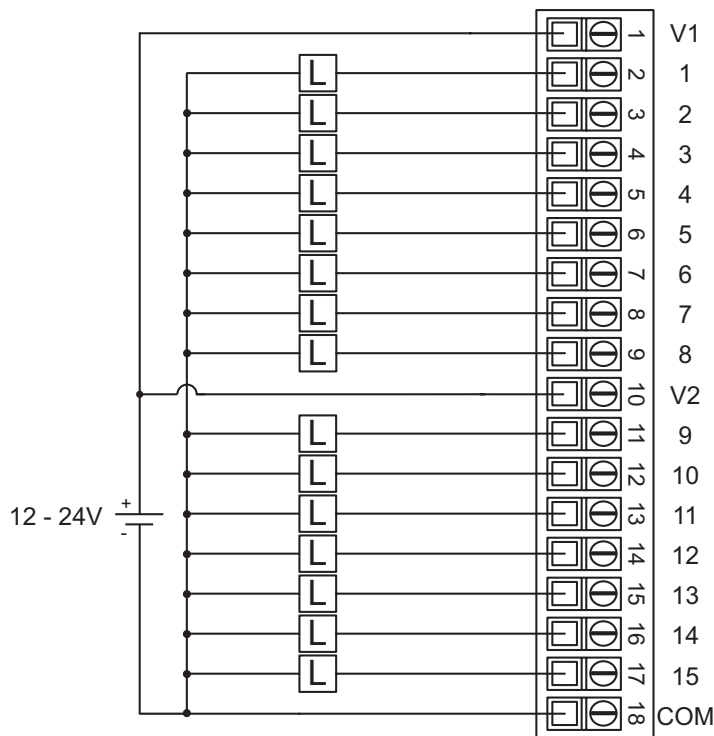 1 V1
L 2 1
L 3 2
L 4 3
L 5 4
L 6 5
L 7 6
L 8 7
L 9 8
10 V2
L 11 9
L 12 10
12 - 24V + - L 13 11
L 14 12
L 15 13
L 16 14
L 17 15
18 COM